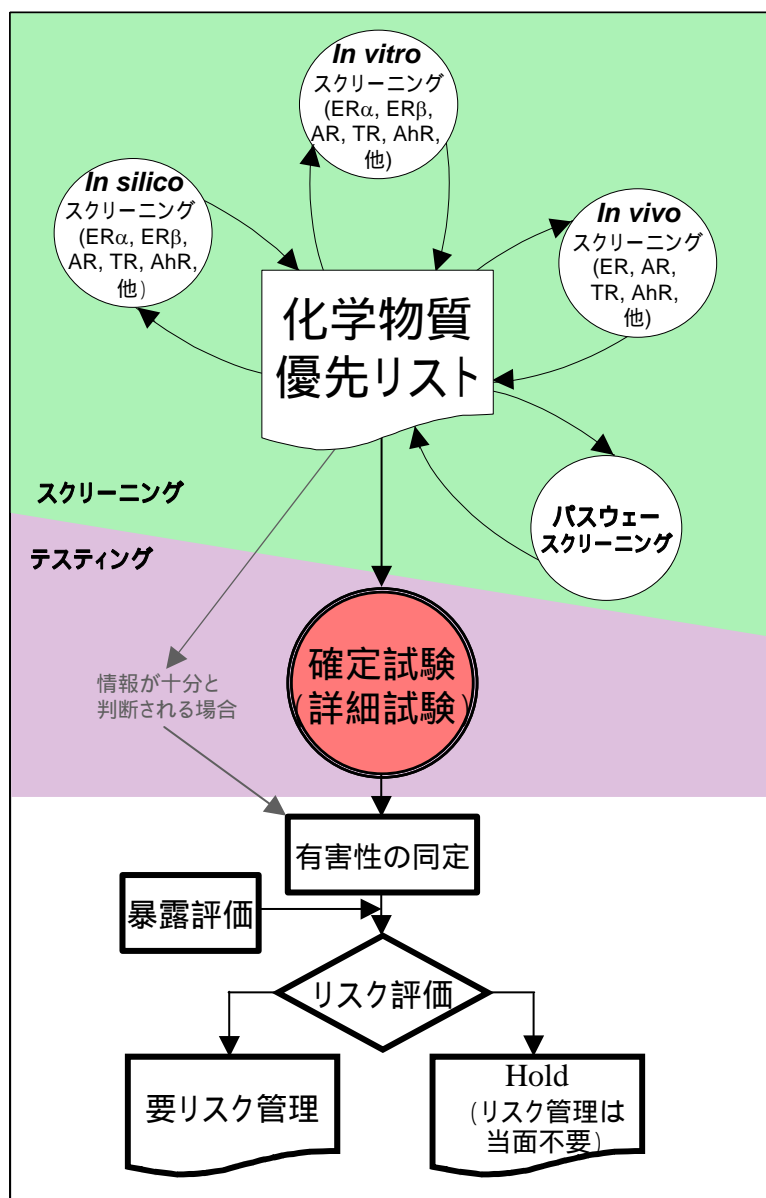 In vitro
スクリーニング
(ERα, ERβ,
AR, TR, AhR,
他)
In silico
スクリーニング
(ERα, ERβ,
AR, TR, AhR,
他)
In vivo
スクリーニング
(ER, AR,
TR, AhR,
他)
化学物質
優先リスト
パスウェー
スクリーニング
スクリーニング
テスティング
確定試験
(詳細試験)
情報が十分と
判断される場合
有害性の同定
暴露評価
リスク評価
要リスク管理
Hold
(リスク管理は
当面不要)